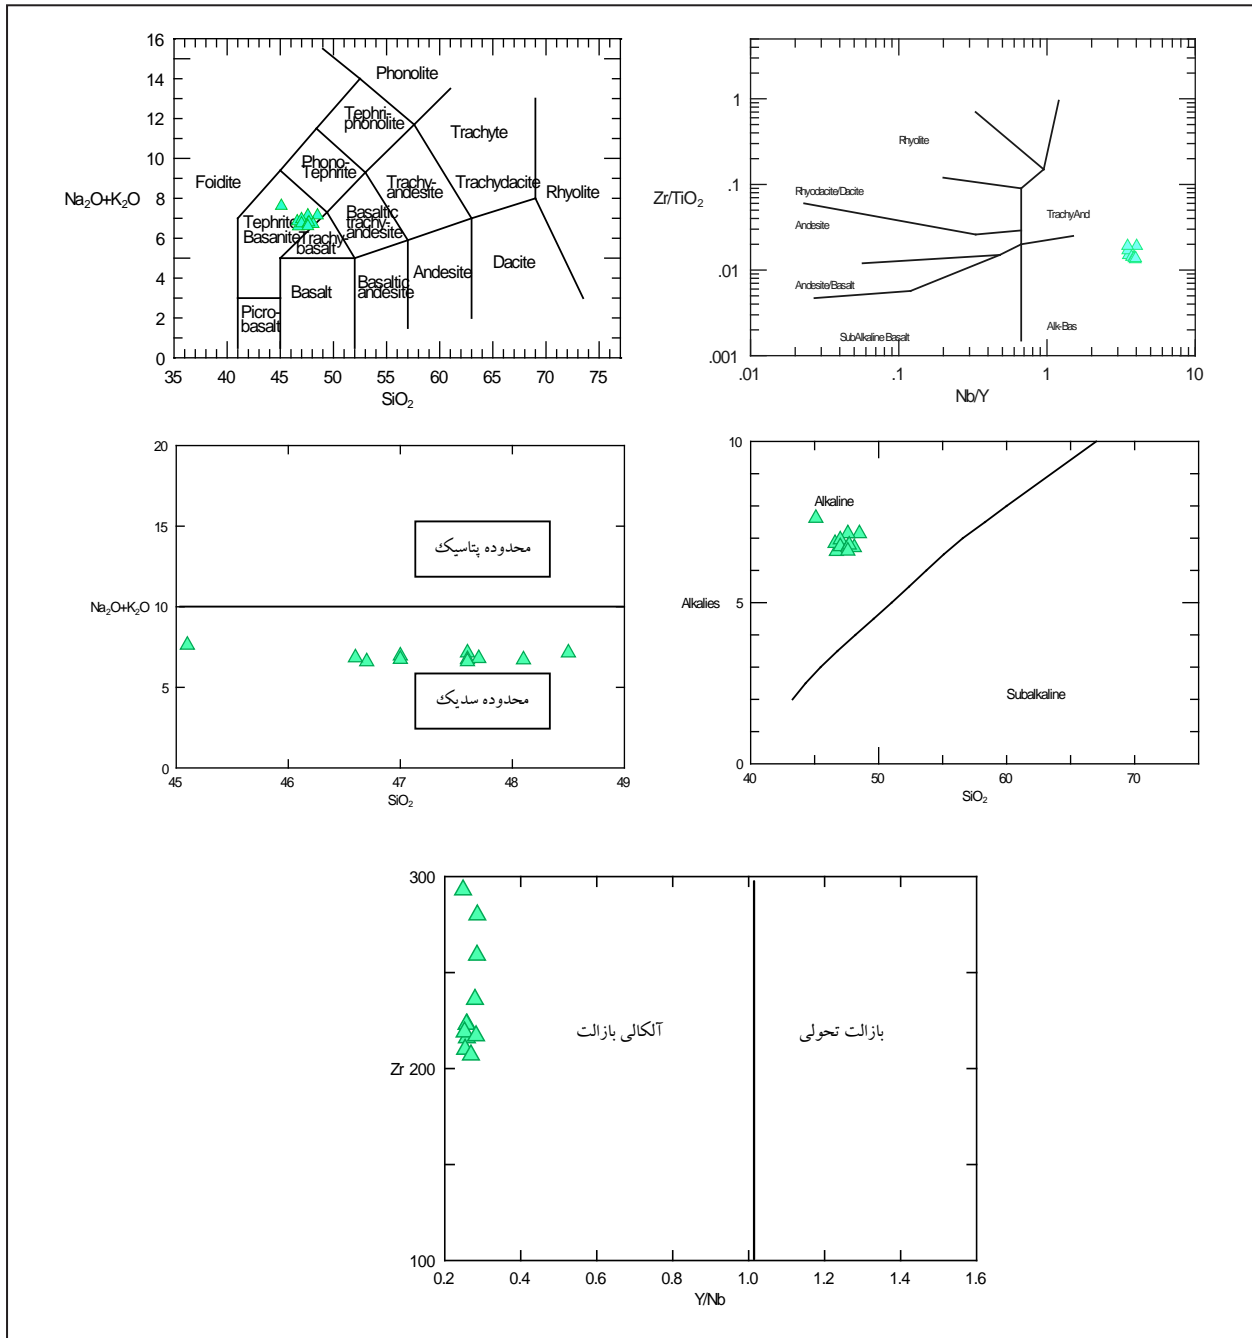 16
14
12
10
8
6
4
2
0
Na₂O+K₂O
35 40 45 50 55 60 65 70 75
SiO₂
Phonolite
Tephri-
phonolite
Trachyte
Foidite
Phono-
Tephrite
Trachy-
andesite
Trachydacite
Rhyolite
Tephrite
Basanite
Basaltic
trachy-
andesite
Trachy-
basalt
Basalt
Basaltic
andesite
Andesite
Dacite
Picro-
basalt
1
.1
.01
.001
Zr/TiO₂
.01 .1 1 10
Nb/Y
Rhyolite
Rhyodacite/Dacite
Andesite
TrachyAnd
Andesite/Basalt
SubAlkaline Basalt
Alk-Bas
20
15
10
5
0
Na₂O+K₂O
45 46 47 48 49
SiO₂
محدوده پتاسیک
محدوده سدیک
10
5
0
Alkalies
40 50 60 70
SiO₂
Alkaline
Subalkaline
300
Zr 200
100
0.2 0.4 0.6 0.8 1.0 1.2 1.4 1.6
Y/Nb
آلکالی بازالت
بازالت تحولی